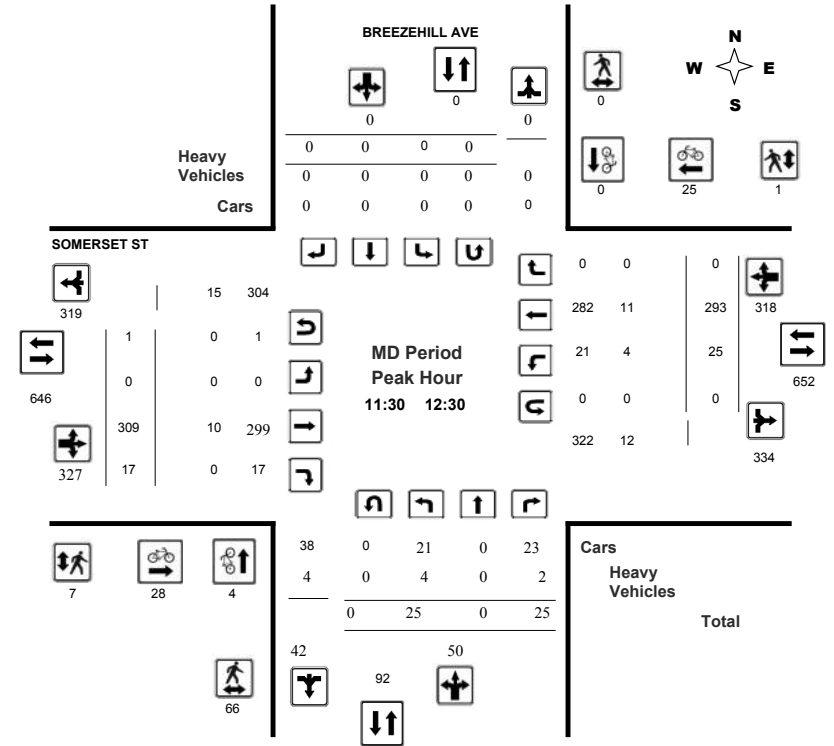 BREEZEHILL AVE
N
W E
S
0
0
0 0
0 0 0 0
Heavy
Vehicles 0 0 0 0 0
Cars 0 0 0 0 0
0 25 1
SOMERSET ST
319
15 304
646
1 0 1
0 0 0
309 10 299
327
17 0 17
MD Period
Peak Hour
11:30 12:30
0 0 0
282 11 293 318
21 4 25
652
0 0 0
322 12
334
7 28 4
66
38 0 21 0 23
4 0 4 0 2
0 25 0 25
42 50
92
Cars
Heavy
Vehicles
Total